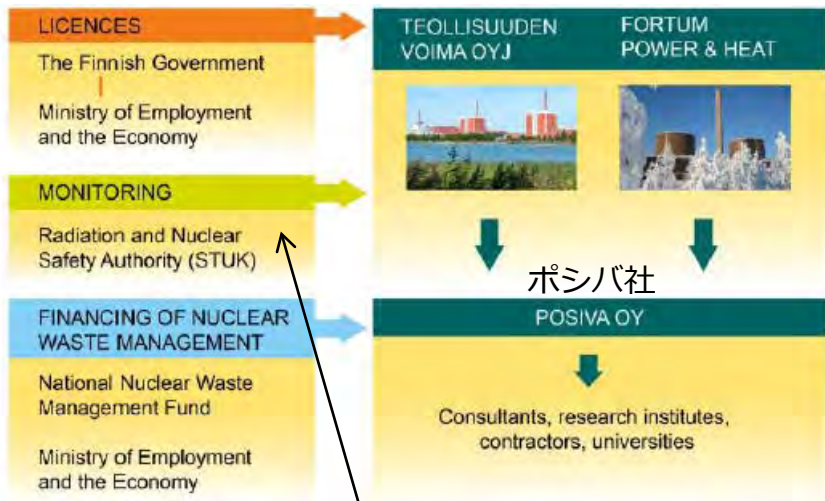 LICENCES
The Finnish Government
Ministry of Employment
and the Economy
MONITORING
Radiation and Nuclear
Safety Authority (STUK)
FINANCING OF NUCLEAR
WASTE MANAGEMENT
National Nuclear Waste
Management Fund
Ministry of Employment
and the Economy
TEOLLISUUDEN
VOIMA OYJ
FORTUM
POWER & HEAT
ポシバ社
POSIVA OY
Consultants, research institutes,
contractors, universities